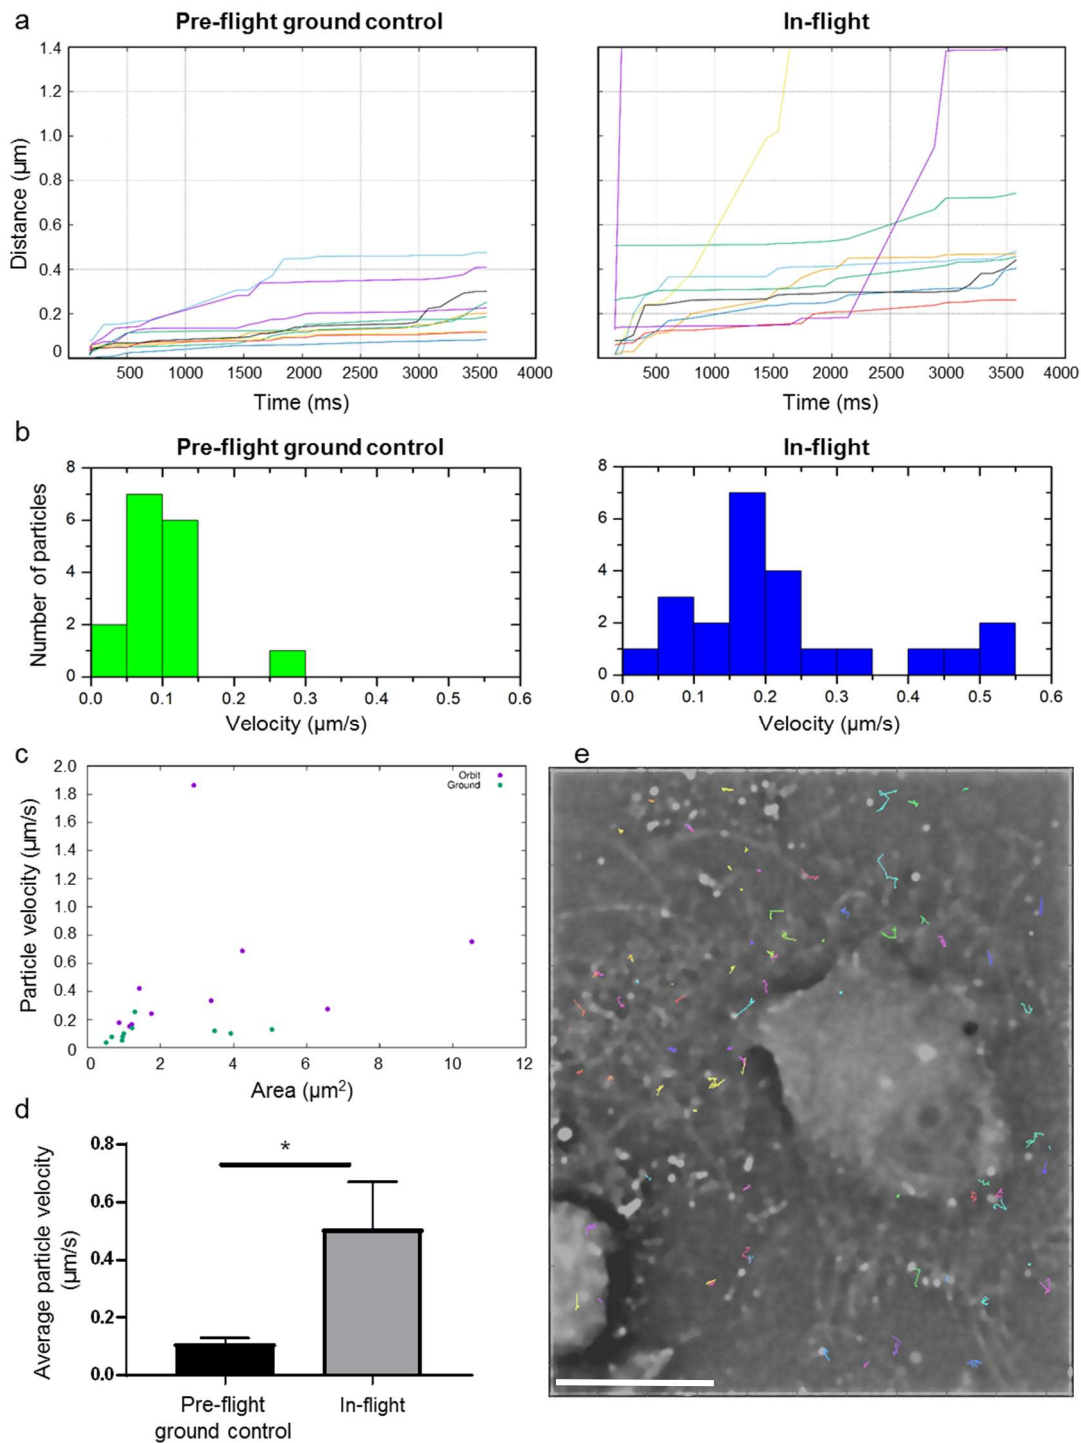 a
Pre-flight ground control
In-flight
1.4
1.2
1.0
0.8
0.6
0.4
0.2
0
Distance (µm)
500 1000 1500 2000 2500 3000 3500 4000
500 1000 1500 2000 2500 3000 3500 4000
Time (ms)
Time (ms)
b
Pre-flight ground control
In-flight
8
6
4
2
0
Number of particles
8
6
4
2
0
0.0 0.1 0.2 0.3 0.4 0.5 0.6
0.0 0.1 0.2 0.3 0.4 0.5 0.6
Velocity (µm/s)
Velocity (µm/s)
c
2.0
1.8
1.6
1.4
1.2
1.0
0.8
0.6
0.4
0.2
0
Particle velocity (µm/s)
Orbit
Ground
0 2 4 6 8 10 12
Area (µm²)
d
0.8
0.6
0.4
0.2
0.0
Average particle velocity
(µm/s)
*
Pre-flight
ground control
In-flight
e